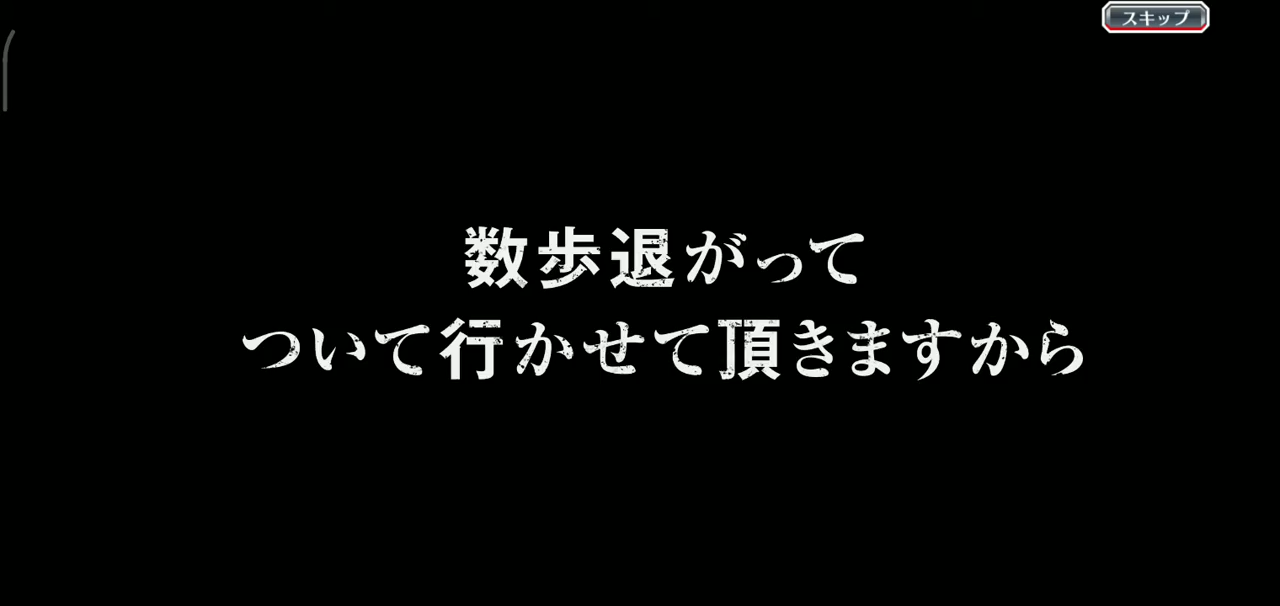 スキップ
数歩退がって
ついて行かせて頂きますから